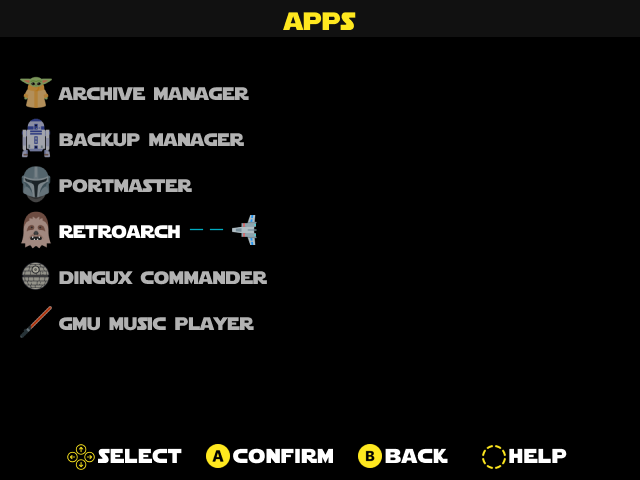 APPS
ARCHIVE MANAGER
BACKUP MANAGER
PORTMASTER
RETROARCH
DINGUX COMMANDER
GMU MUSIC PLAYER
SELECT A CONFIRM B BACK HELP